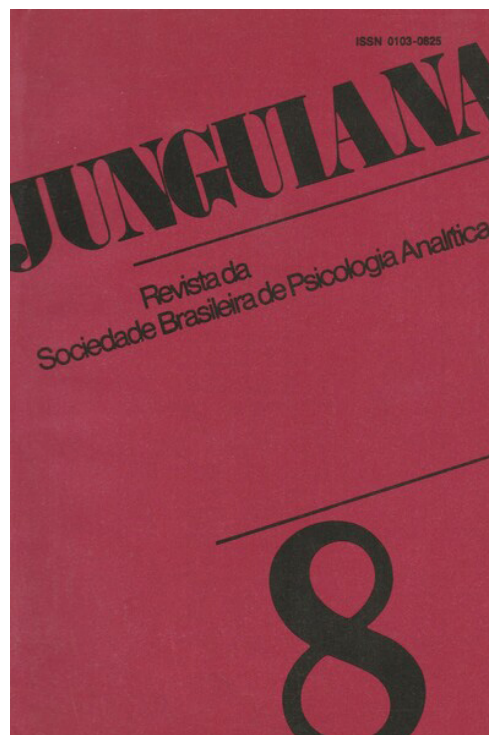 ISSN 0103-0825
JUNGUIANA
Revista da
Sociedade Brasileira de Psicologia Analítica
8